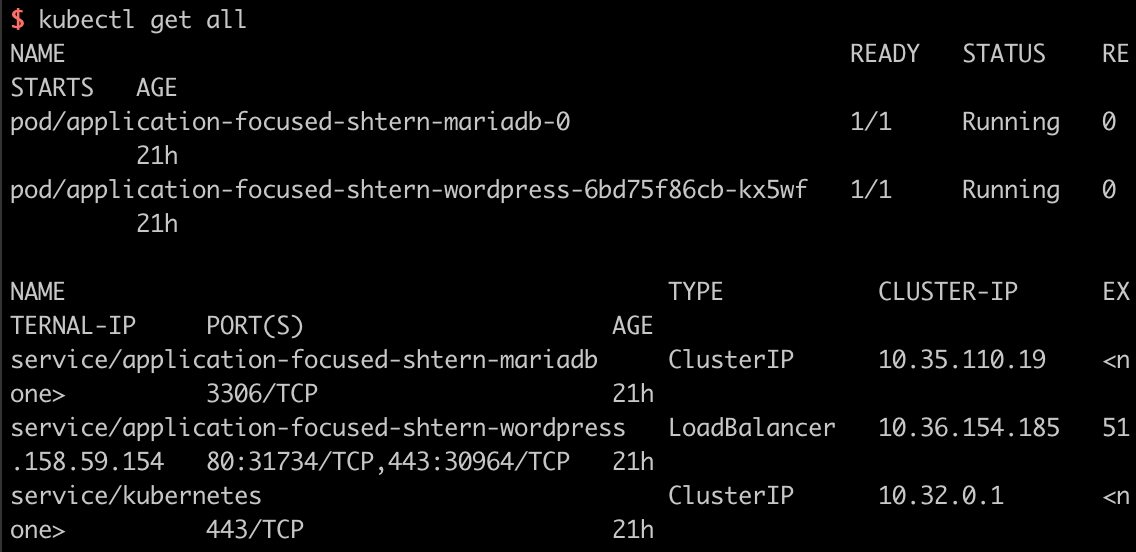 $ kubectl get all
NAME READY STATUS RE
STARTS AGE
pod/application-focused-shtern-mariadb-0 1/1 Running 0
21h
pod/application-focused-shtern-wordpress-6bd75f86cb-kx5wf 1/1 Running 0
21h
NAME TYPE CLUSTER-IP EX
TERNAL-IP PORT(S) AGE
service/application-focused-shtern-mariadb ClusterIP 10.35.110.19 <n
one> 3306/TCP 21h
service/application-focused-shtern-wordpress LoadBalancer 10.36.154.185 51
.158.59.154 80:31734/TCP,443:30964/TCP 21h
service/kubernetes ClusterIP 10.32.0.1 <n
one> 443/TCP 21h